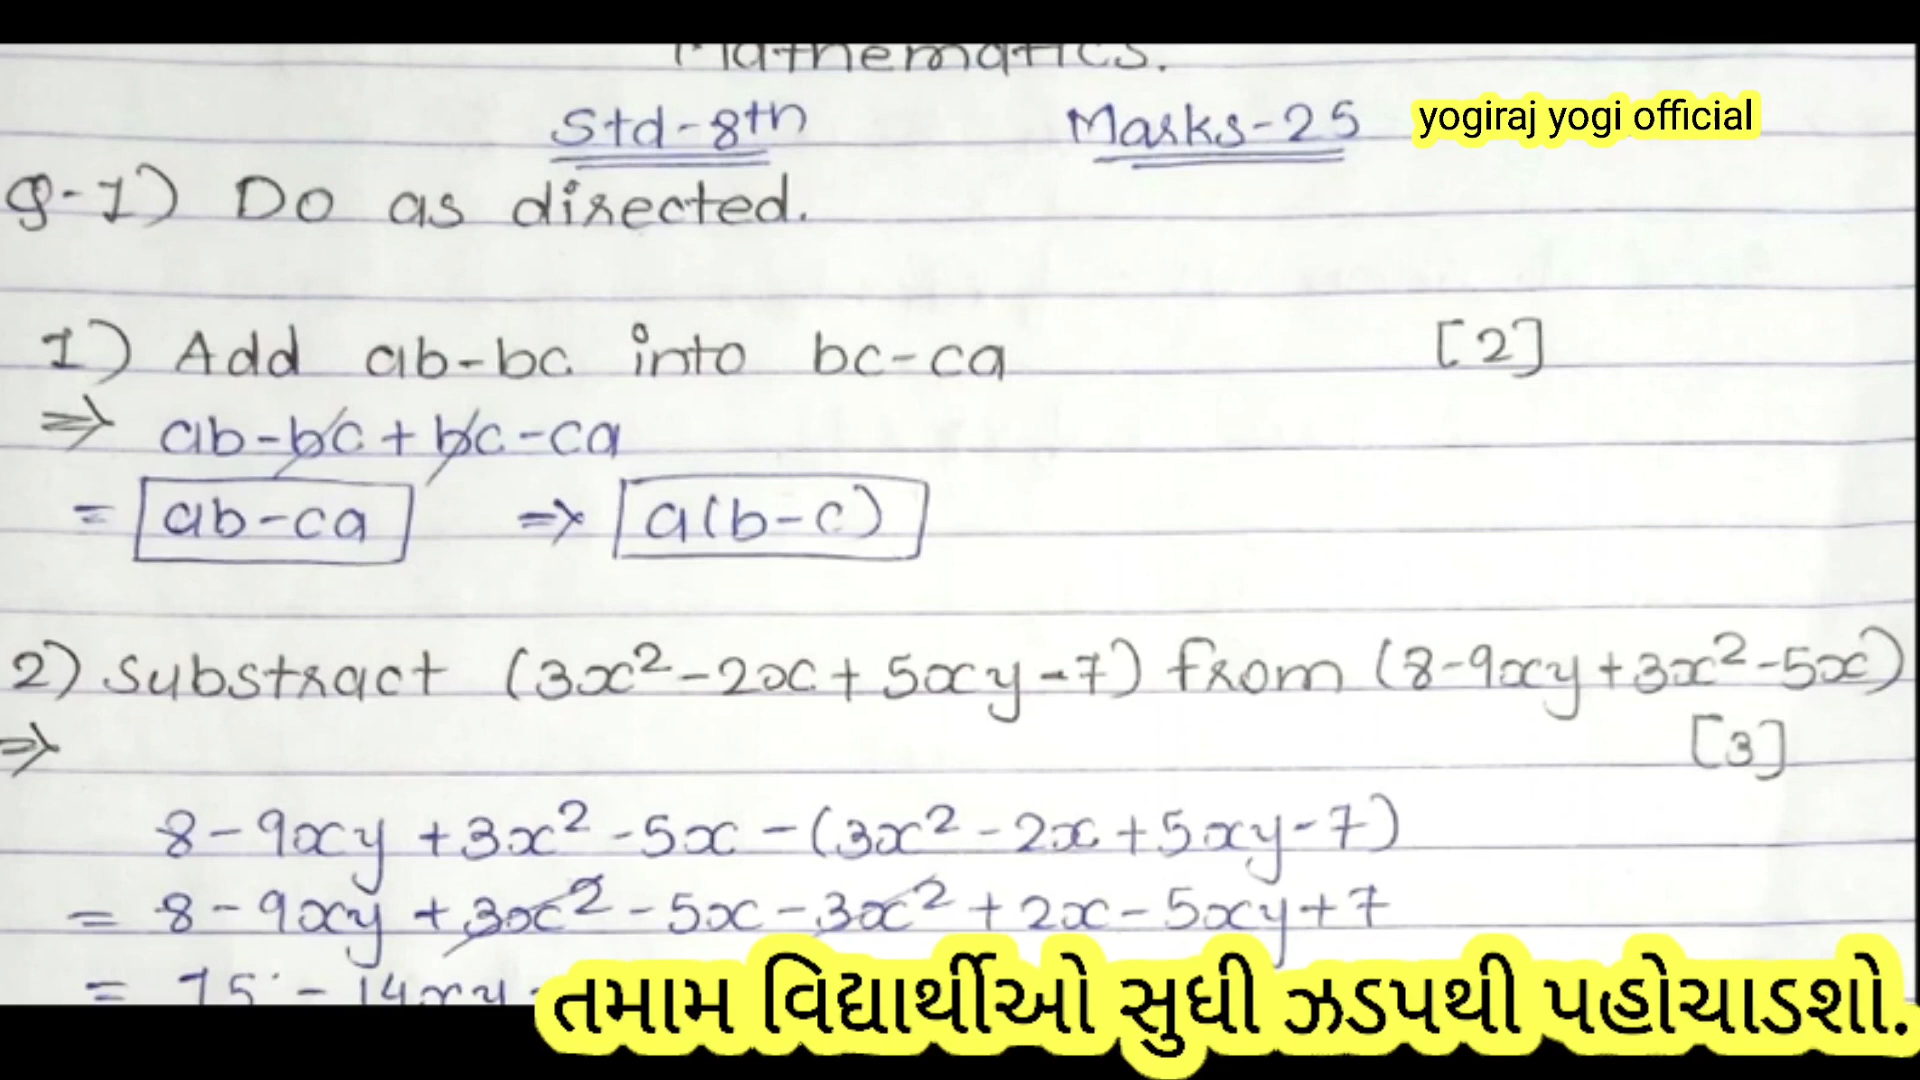 Mathematics.
Std-8th Marks-25 yogiraj yogi official
Q-1) Do as directed.
1) Add ab-bc into bc-ca [2]
⇒ ab-bc+bc-ca
= ab-ca ⇒ a(b-c)
2) Substract (3x²-2x+5xy-7) from (8-9xy+3x²-5x)
⇒ [3]
8-9xy+3x²-5x-(3x²-2x+5xy-7)
= 8-9xy+3x²-5x-3x²+2x-5xy+7
= 15-14xy
તમામ વિદ્યાર્થીઓ સુધી ઝડપથી પહોચાડશો.